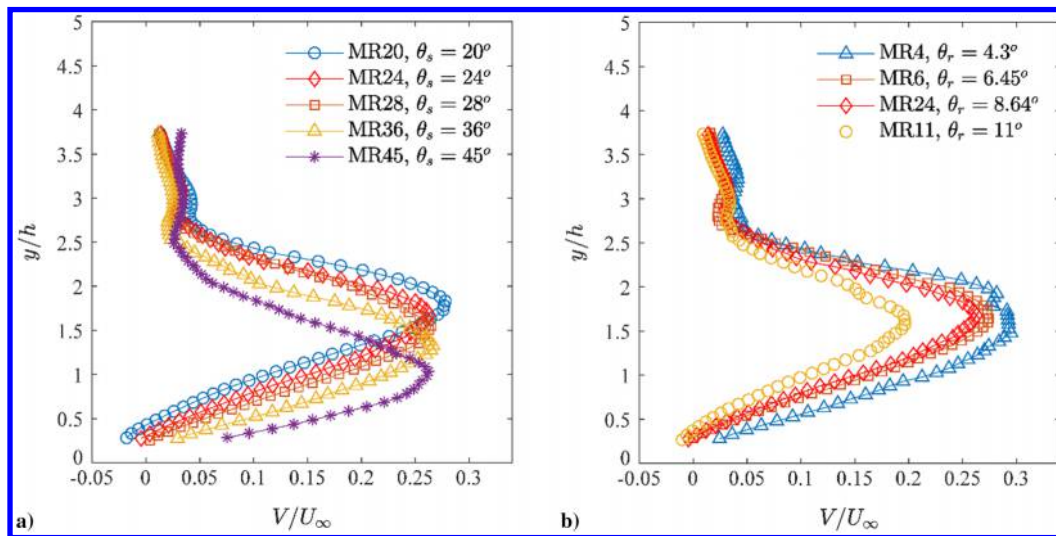 5
4.5
4
3.5
3
2.5
2
1.5
1
0.5
0
y/h
-0.05 0 0.05 0.1 0.15 0.2 0.25 0.3
V/U∞
a)
MR20, θs = 20°
MR24, θs = 24°
MR28, θs = 28°
MR36, θs = 36°
MR45, θs = 45°
5
4.5
4
3.5
3
2.5
2
1.5
1
0.5
0
y/h
-0.05 0 0.05 0.1 0.15 0.2 0.25 0.3
V/U∞
b)
MR4, θr = 4.3°
MR6, θr = 6.45°
MR24, θr = 8.64°
MR11, θr = 11°